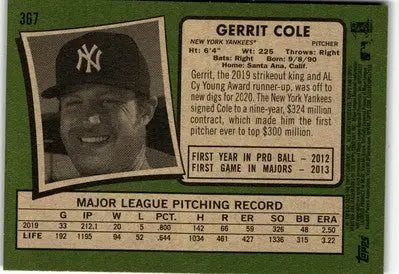 367
NY
GERRIT COLE
NEW YORK YANKEES® PITCHER
Ht: 6'4" Wt: 225 Throws: Right
Bats: Right Born: 9/8/90
Home: Santa Ana, Calif.
Gerrit, the 2019 strikeout king and AL
Cy Young Award runner-up, was off to
new digs for 2020. The New York Yankees
signed Cole to a nine-year, $324 million
contract, which made him the first
pitcher ever to top $300 million.
FIRST YEAR IN PRO BALL – 2012
FIRST GAME IN MAJORS – 2013
MAJOR LEAGUE PITCHING RECORD
G IP W L PCT. H R ER SO BB ERA
2019 33 212.1 20 5 .800 142 66 59 326 48 2.50
LIFE 192 1195 94 52 .644 1034 461 427 1336 315 3.22
Topps